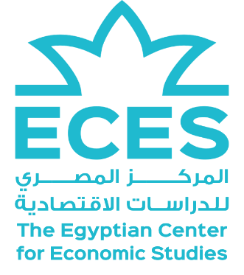 ECES
المركز المصري
للدراسات الاقتصادية
The Egyptian Center
for Economic Studies